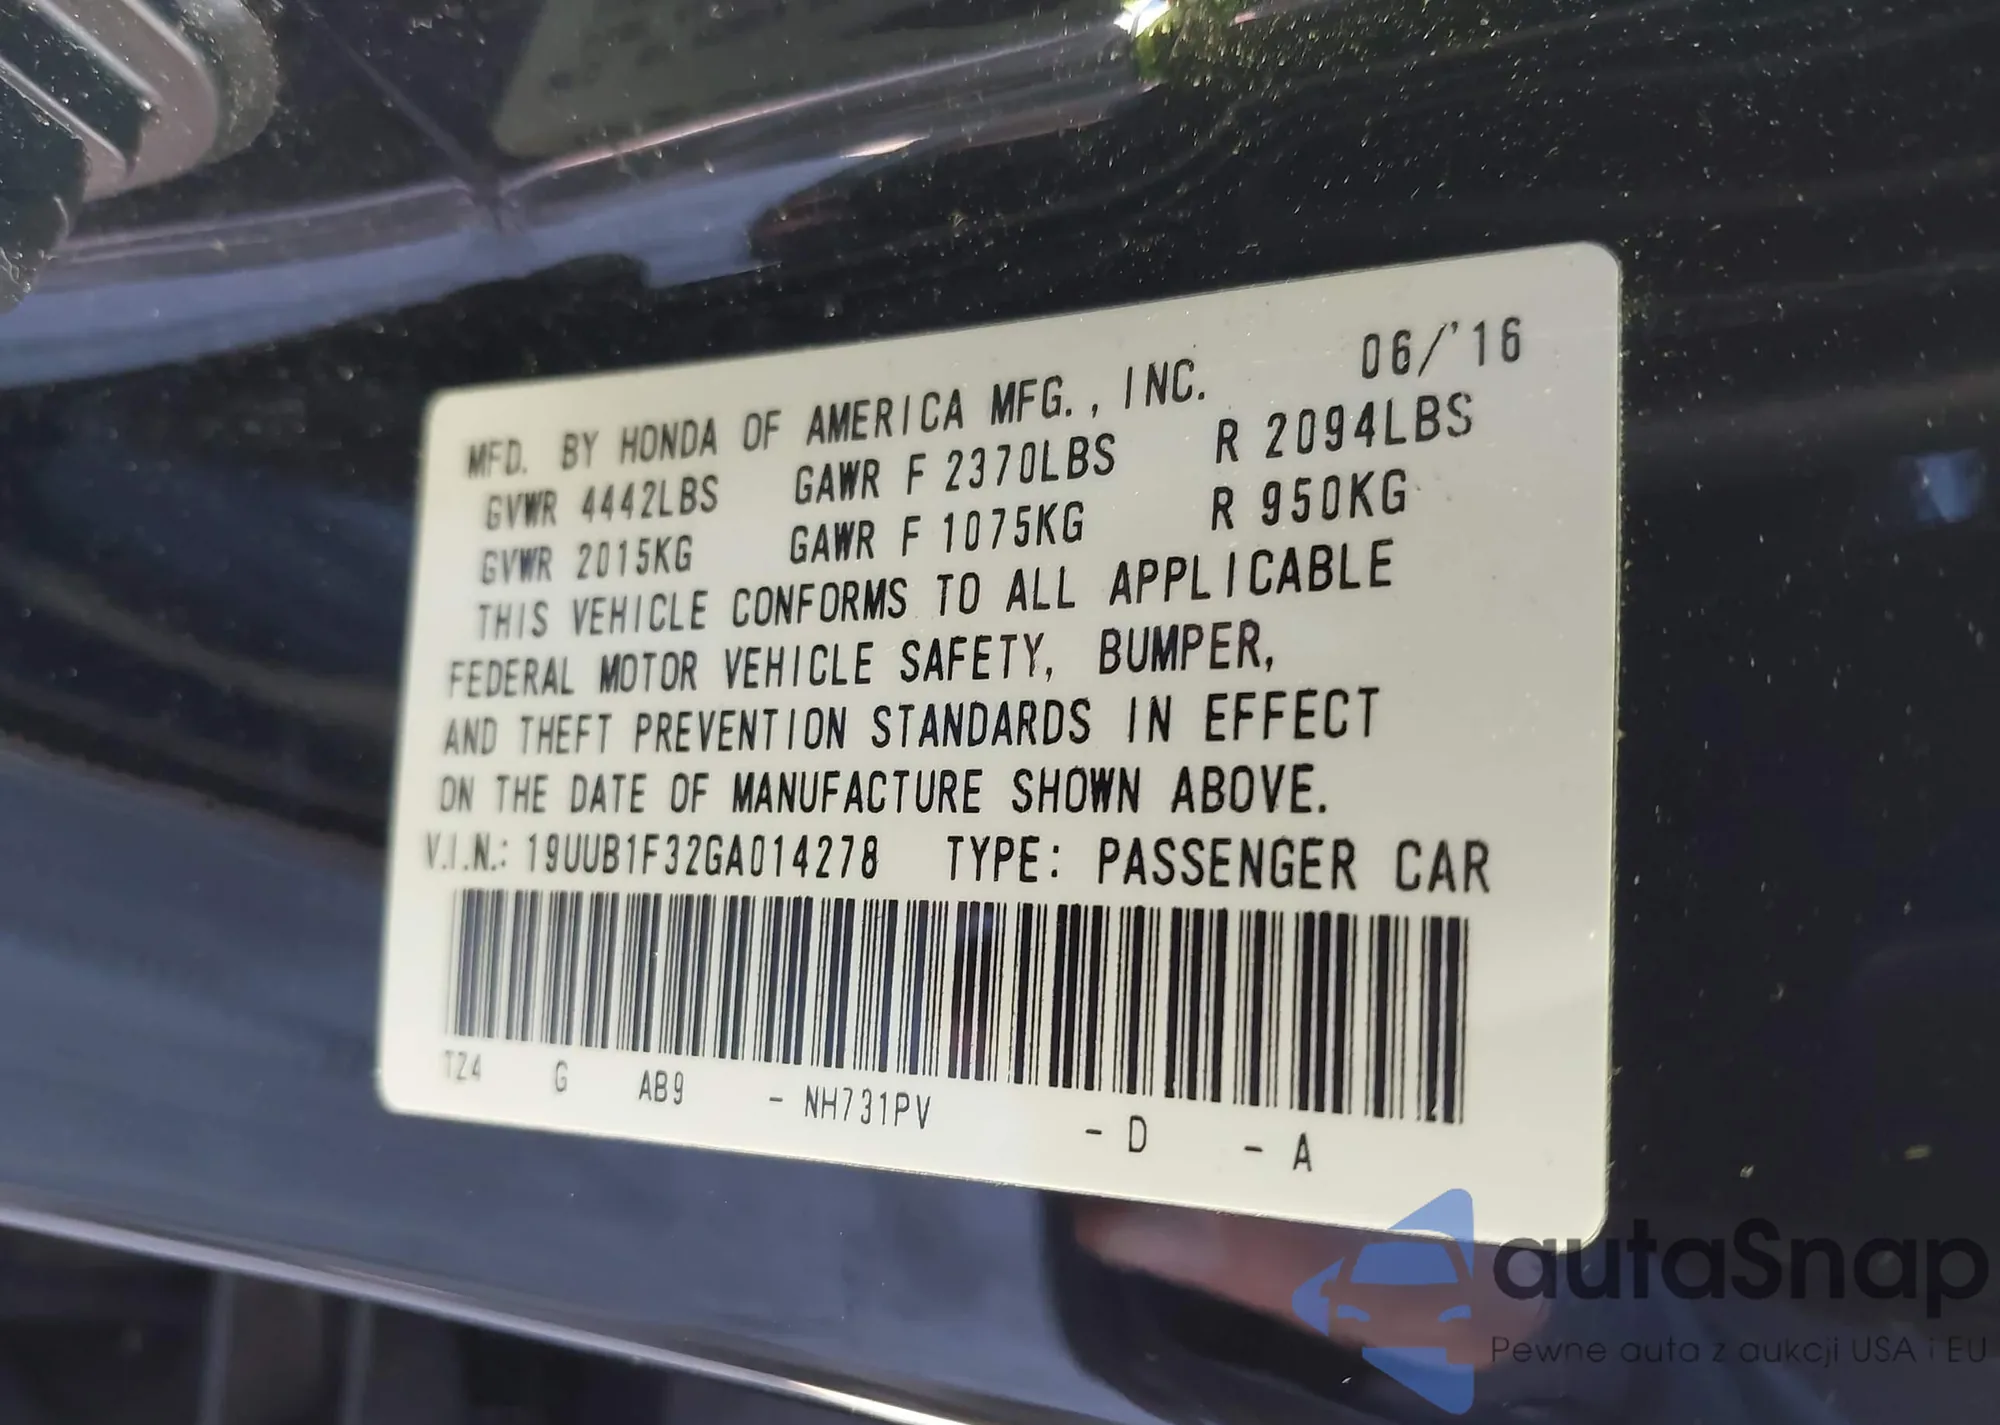 MFD. BY HONDA OF AMERICA MFG., INC. 06/'16
GVWR 4442LBS GAWR F 2370LBS R 2094LBS
GVWR 2015KG GAWR F 1075KG R 950KG
THIS VEHICLE CONFORMS TO ALL APPLICABLE
FEDERAL MOTOR VEHICLE SAFETY, BUMPER,
AND THEFT PREVENTION STANDARDS IN EFFECT
ON THE DATE OF MANUFACTURE SHOWN ABOVE.
V.I.N.: 19UUB1F32GA014278 TYPE: PASSENGER CAR
TZ4 G AB9 - NH731PV - D - A
autaSnap
Pewne auta z aukcji USA i EU